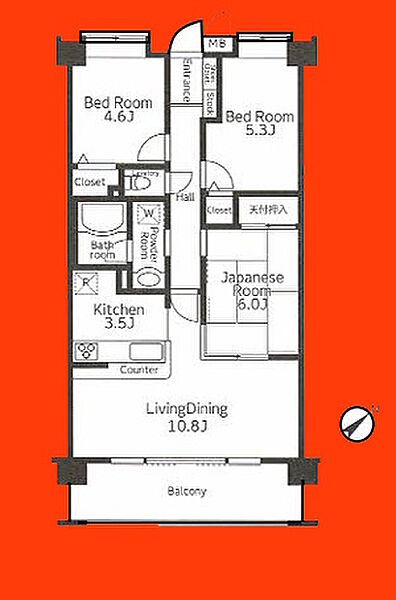 MB
Entrance
Shoes Closet
Stock
Bed Room
4.6J
Bed Room
5.3J
Closet
Lavatory
Hall
Closet
天付押入
W
Powder Room
Bath room
Japanese Room
6.0J
R
Kitchen
3.5J
Counter
LivingDining
10.8J
Balcony
N